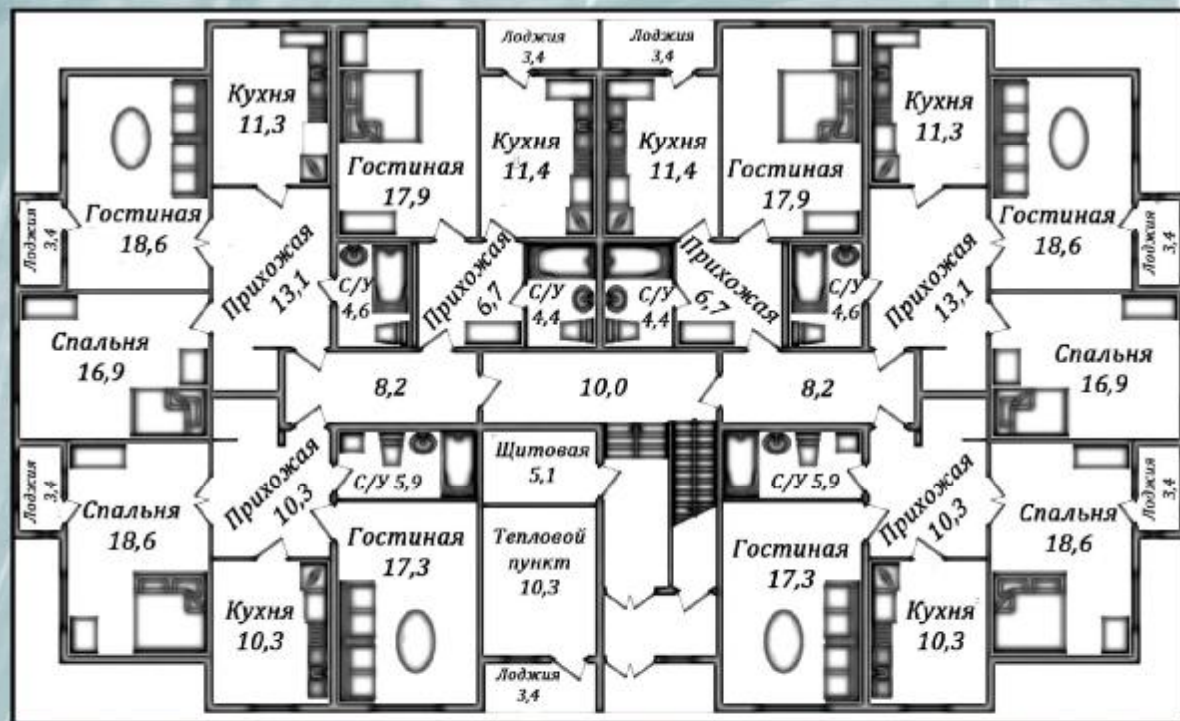 Лоджия
3,4
Лоджия
3,4
Кухня
11,3
Кухня
11,3
Гостиная
17,9
Кухня
11,4
Кухня
11,4
Гостиная
17,9
Лоджия
3,4
Гостиная
18,6
Прихожая
13,1
С/У
4,6
Прихожая
6,7
С/У
4,4
С/У
4,4
Прихожая
6,7
С/У
4,6
Прихожая
13,1
Гостиная
18,6
Лоджия
3,4
Спальня
16,9
8,2
10,0
8,2
Спальня
16,9
Лоджия
3,4
Спальня
18,6
Прихожая
10,3
С/У 5,9
Щитовая
5,1
С/У 5,9
Прихожая
10,3
Спальня
18,6
Лоджия
3,4
Гостиная
17,3
Тепловой
пункт
10,3
Гостиная
17,3
Кухня
10,3
Кухня
10,3
Лоджия
3,4